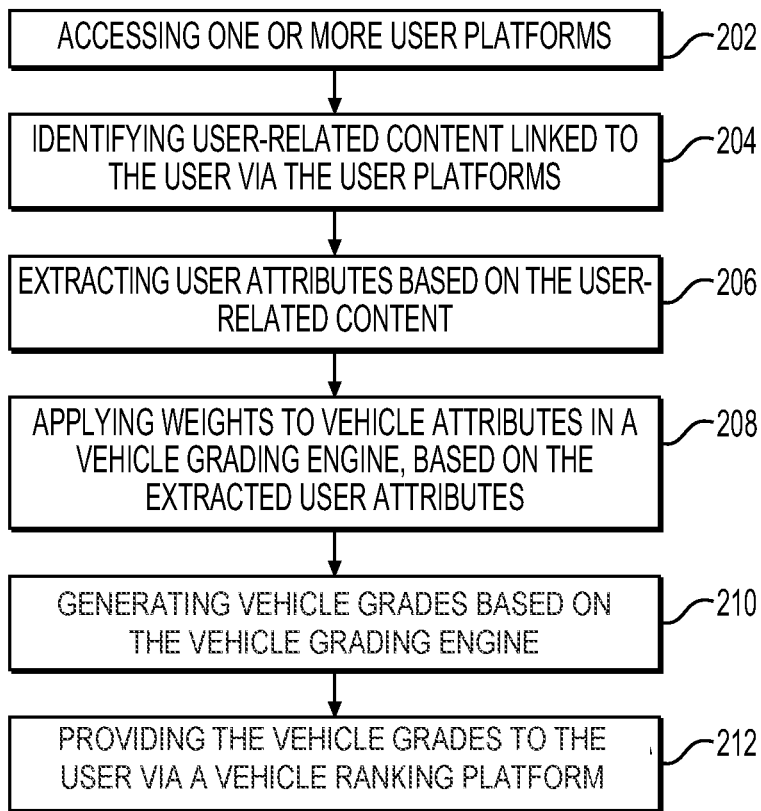 ACCESSING ONE OR MORE USER PLATFORMS
202
IDENTIFYING USER-RELATED CONTENT LINKED TO
THE USER VIA THE USER PLATFORMS
204
EXTRACTING USER ATTRIBUTES BASED ON THE USER-
RELATED CONTENT
206
APPLYING WEIGHTS TO VEHICLE ATTRIBUTES IN A
VEHICLE GRADING ENGINE, BASED ON THE
EXTRACTED USER ATTRIBUTES
208
GENERATING VEHICLE GRADES BASED ON
THE VEHICLE GRADING ENGINE
210
PROVIDING THE VEHICLE GRADES TO THE
USER VIA A VEHICLE RANKING PLATFORM
212